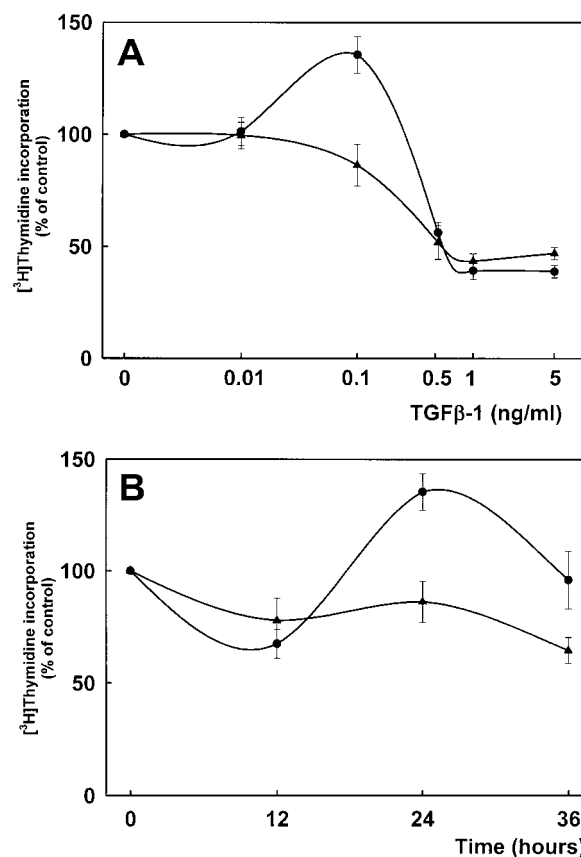 A
[³H]Thymidine incorporation
(% of control)
150
100
50
0
0 0.01 0.1 0.5 1 5
TGFβ-1 (ng/ml)
B
[³H]Thymidine incorporation
(% of control)
150
100
50
0
0 12 24 36
Time (hours)